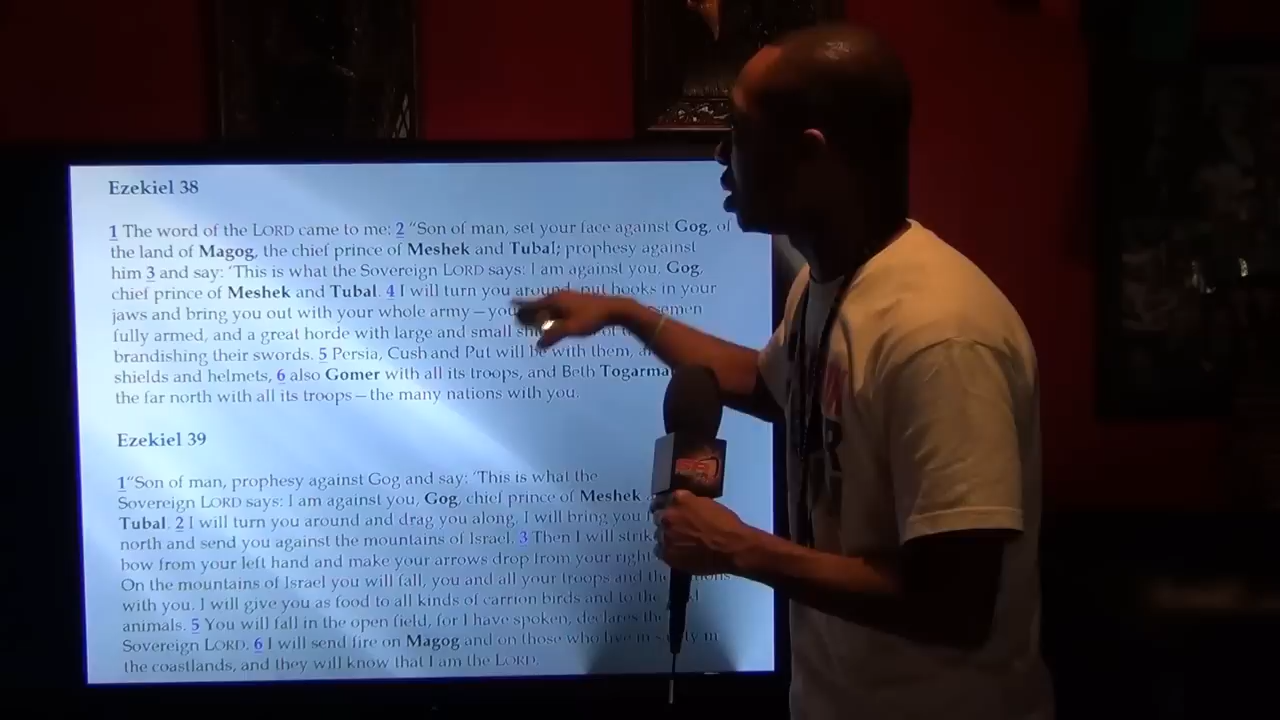 Ezekiel 38
1 The word of the LORD came to me: 2 “Son of man, set your face against Gog, of
the land of Magog, the chief prince of Meshek and Tubal; prophesy against
him 3 and say: ‘This is what the Sovereign LORD says: I am against you, Gog,
chief prince of Meshek and Tubal. 4 I will turn you around, put hooks in your
jaws and bring you out with your whole army—you
fully armed, and a great horde with large and small
brandishing their swords. 5 Persia, Cush and Put will be with them,
shields and helmets, 6 also Gomer with all its troops, and Beth Togarma
the far north with all its troops—the many nations with you.
Ezekiel 39
1“Son of man, prophesy against Gog and say: ‘This is what the
Sovereign LORD says: I am against you, Gog, chief prince of Meshek
Tubal. 2 I will turn you around and drag you along. I will bring you
north and send you against the mountains of Israel. 3 Then I will strik
bow from your left hand and make your arrows drop from your right
On the mountains of Israel you will fall, you and all your troops and the
with you. I will give you as food to all kinds of carrion birds and to the
animals. 5 You will fall in the open field, for I have spoken, declares the
Sovereign LORD. 6 I will send fire on Magog and on those who live in in
the coastlands, and they will know that I am the LORD.